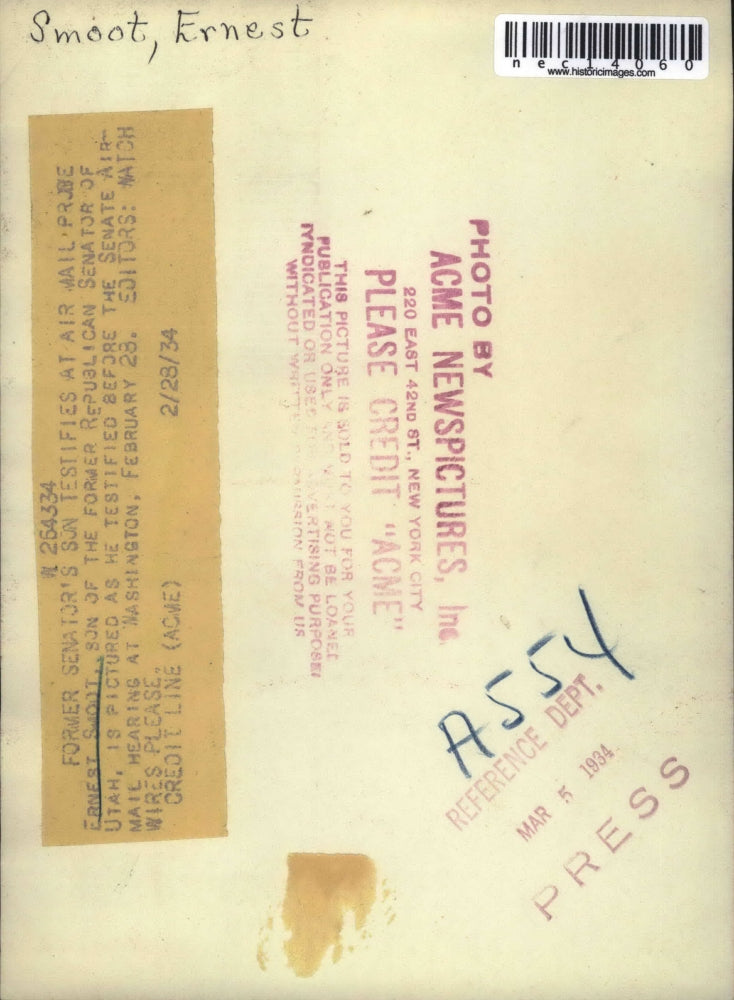 Smoot, Ernest
nec14060
www.historicimages.com
W 264334
FORMER SENATOR'S SON TESTIFIES AT AIR MAIL PROBE
ERNEST SMOOT, SON OF THE FORMER REPUBLICAN SENATOR OF
UTAH, IS PICTURED AS HE TESTIFIED BEFORE THE SENATE AIR-
MAIL HEARING AT WASHINGTON, FEBRUARY 28. EDITORS: WATCH
WIRES PLEASE.
CREDIT LINE (ACME) 2/28/34
PHOTO BY
ACME NEWSPICTURES, Inc.
220 EAST 42ND ST., NEW YORK CITY
PLEASE CREDIT "ACME"
THIS PICTURE IS SOLD TO YOU FOR YOUR
PUBLICATION ONLY AND MUST NOT BE LOANED
SYNDICATED OR USED FOR ADVERTISING PURPOSES
WITHOUT WRITTEN PERMISSION FROM US
A554
REFERENCE DEPT.
MAR 5 1934
PRESS